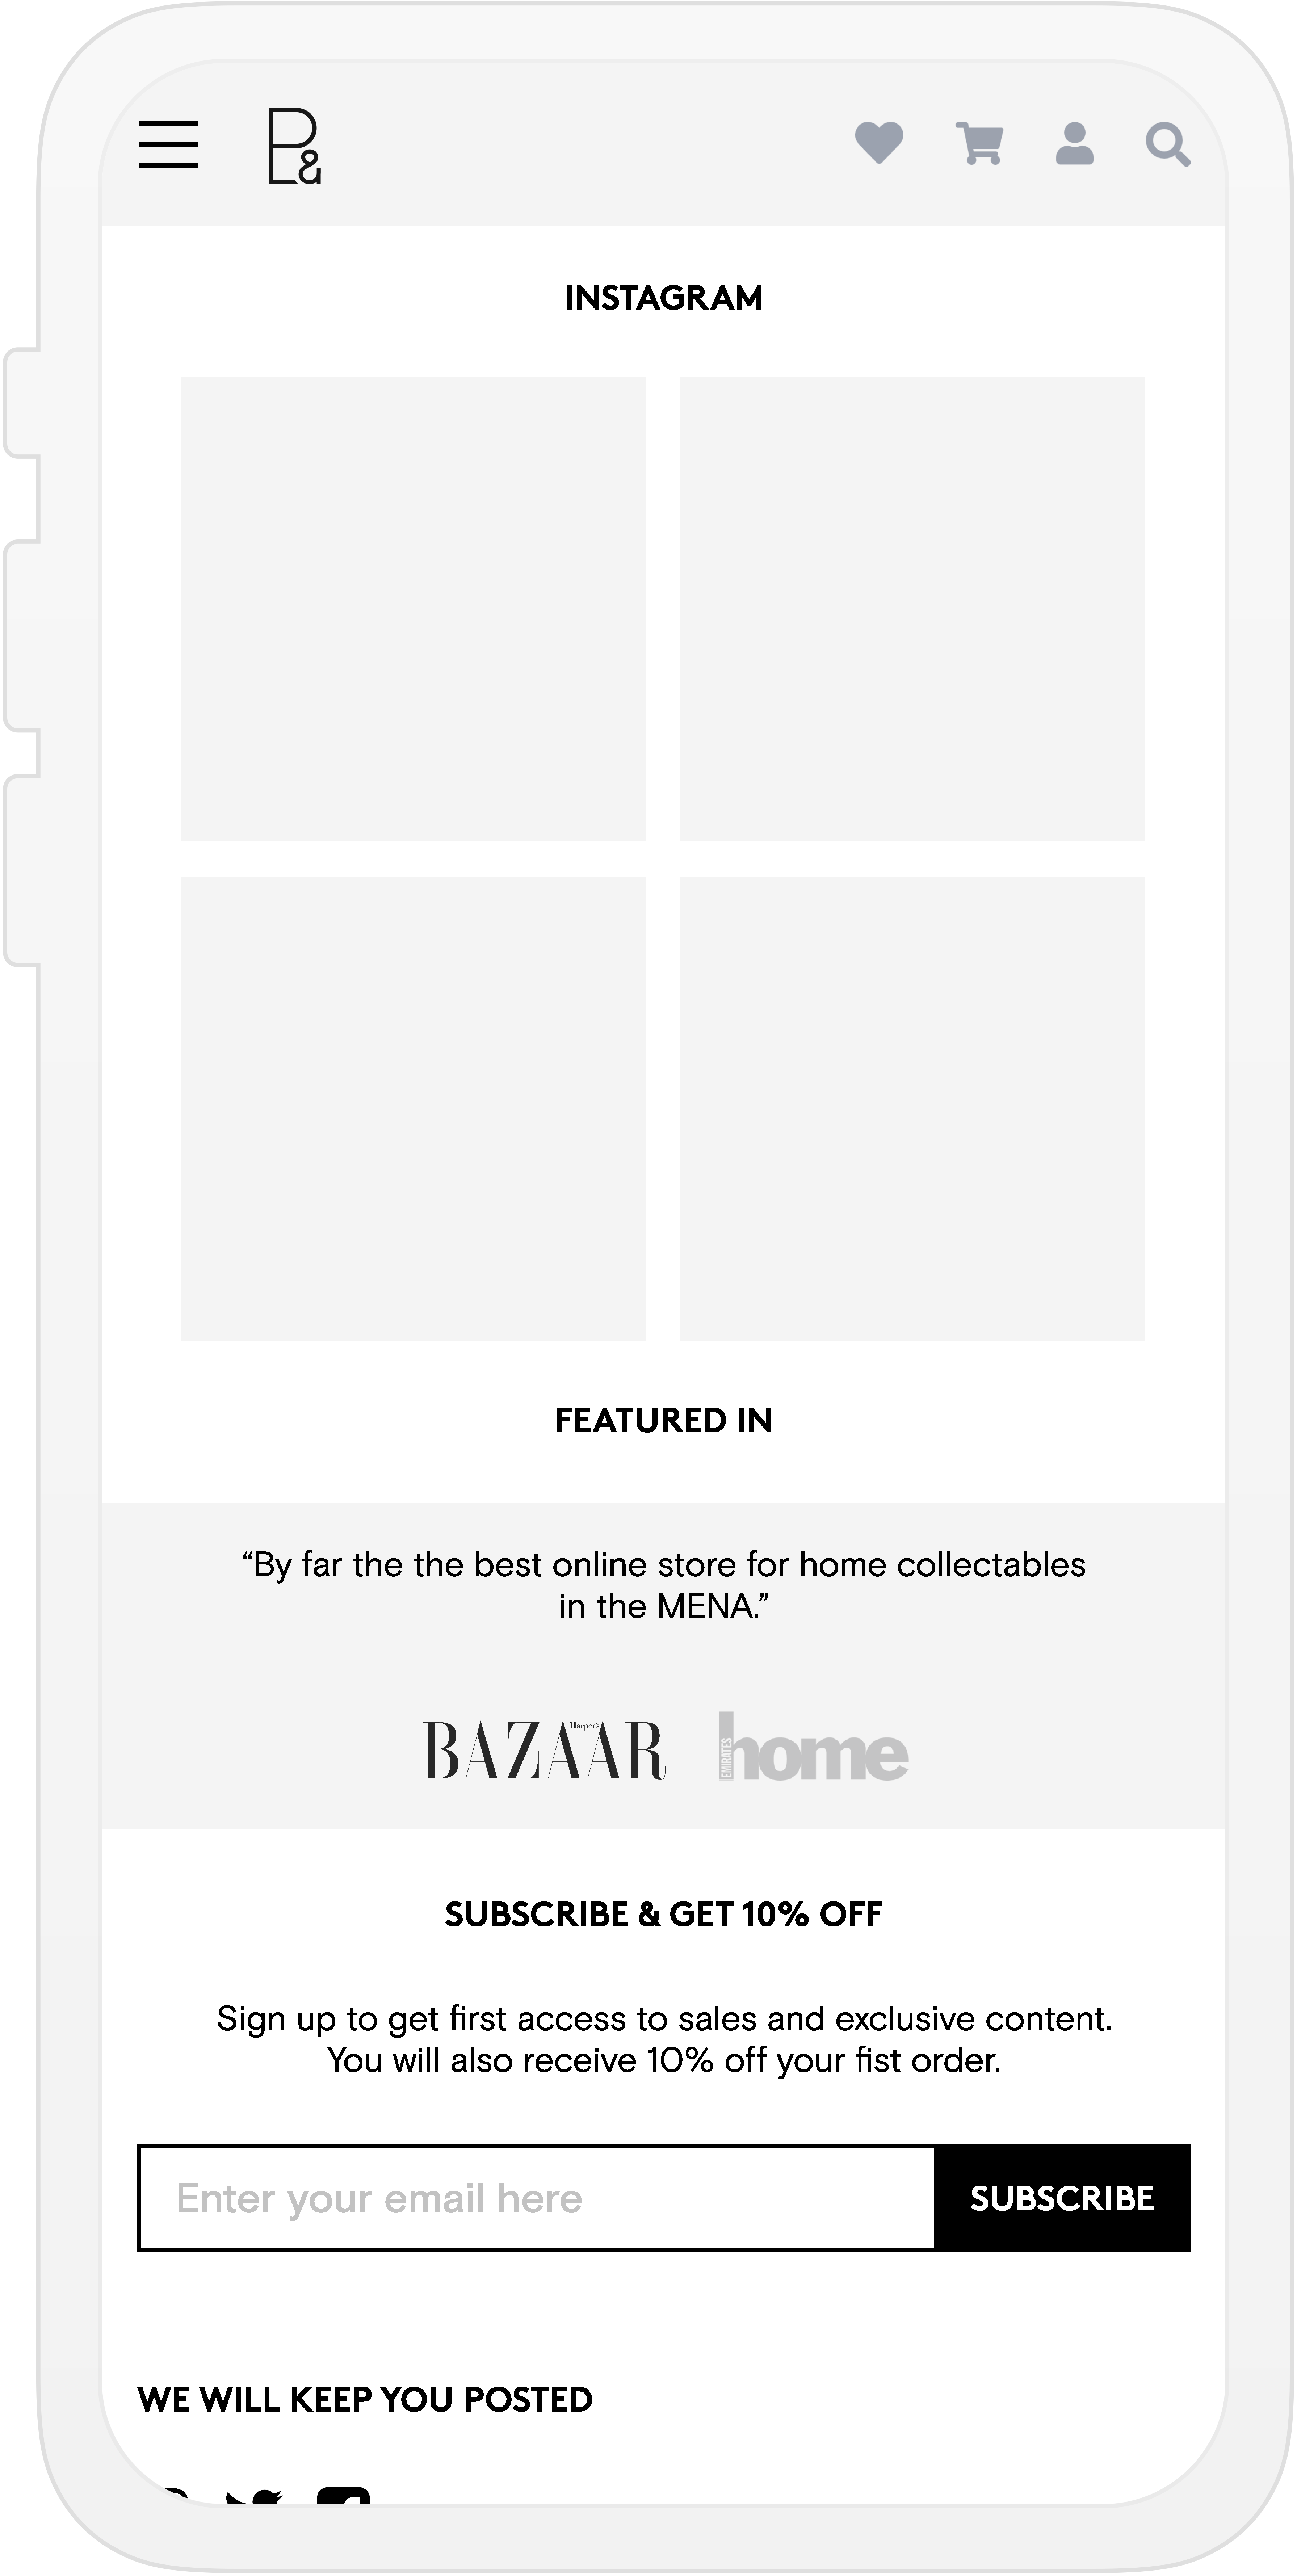 P&
INSTAGRAM
FEATURED IN
“By far the the best online store for home collectables
in the MENA.”
Harper's
BAZAAR
EMIRATES
home
SUBSCRIBE & GET 10% OFF
Sign up to get first access to sales and exclusive content.
You will also receive 10% off your fist order.
Enter your email here
SUBSCRIBE
WE WILL KEEP YOU POSTED